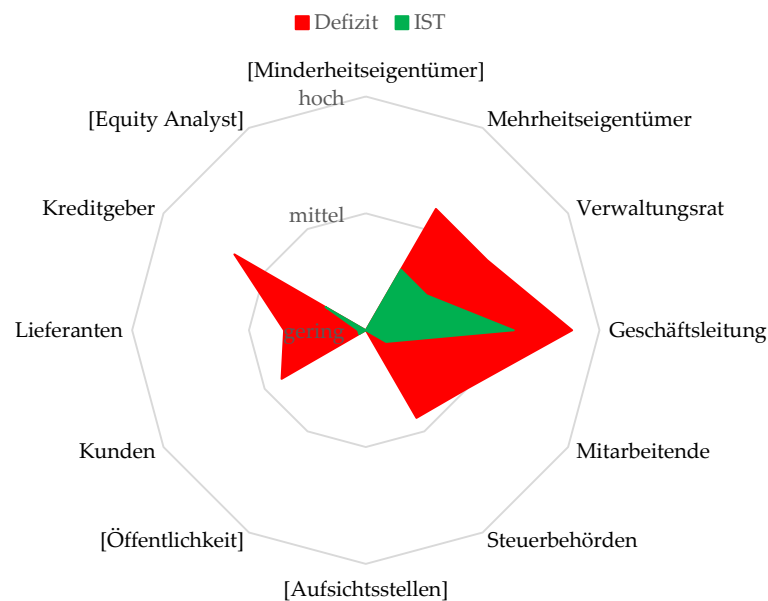 Defizit IST
[Minderheitseigentümer]
hoch
[Equity Analyst]
Mehrheitseigentümer
Kreditgeber
Verwaltungsrat
mittel
Lieferanten
gering
Geschäftsleitung
Kunden
Mitarbeitende
[Öffentlichkeit]
Steuerbehörden
[Aufsichtsstellen]